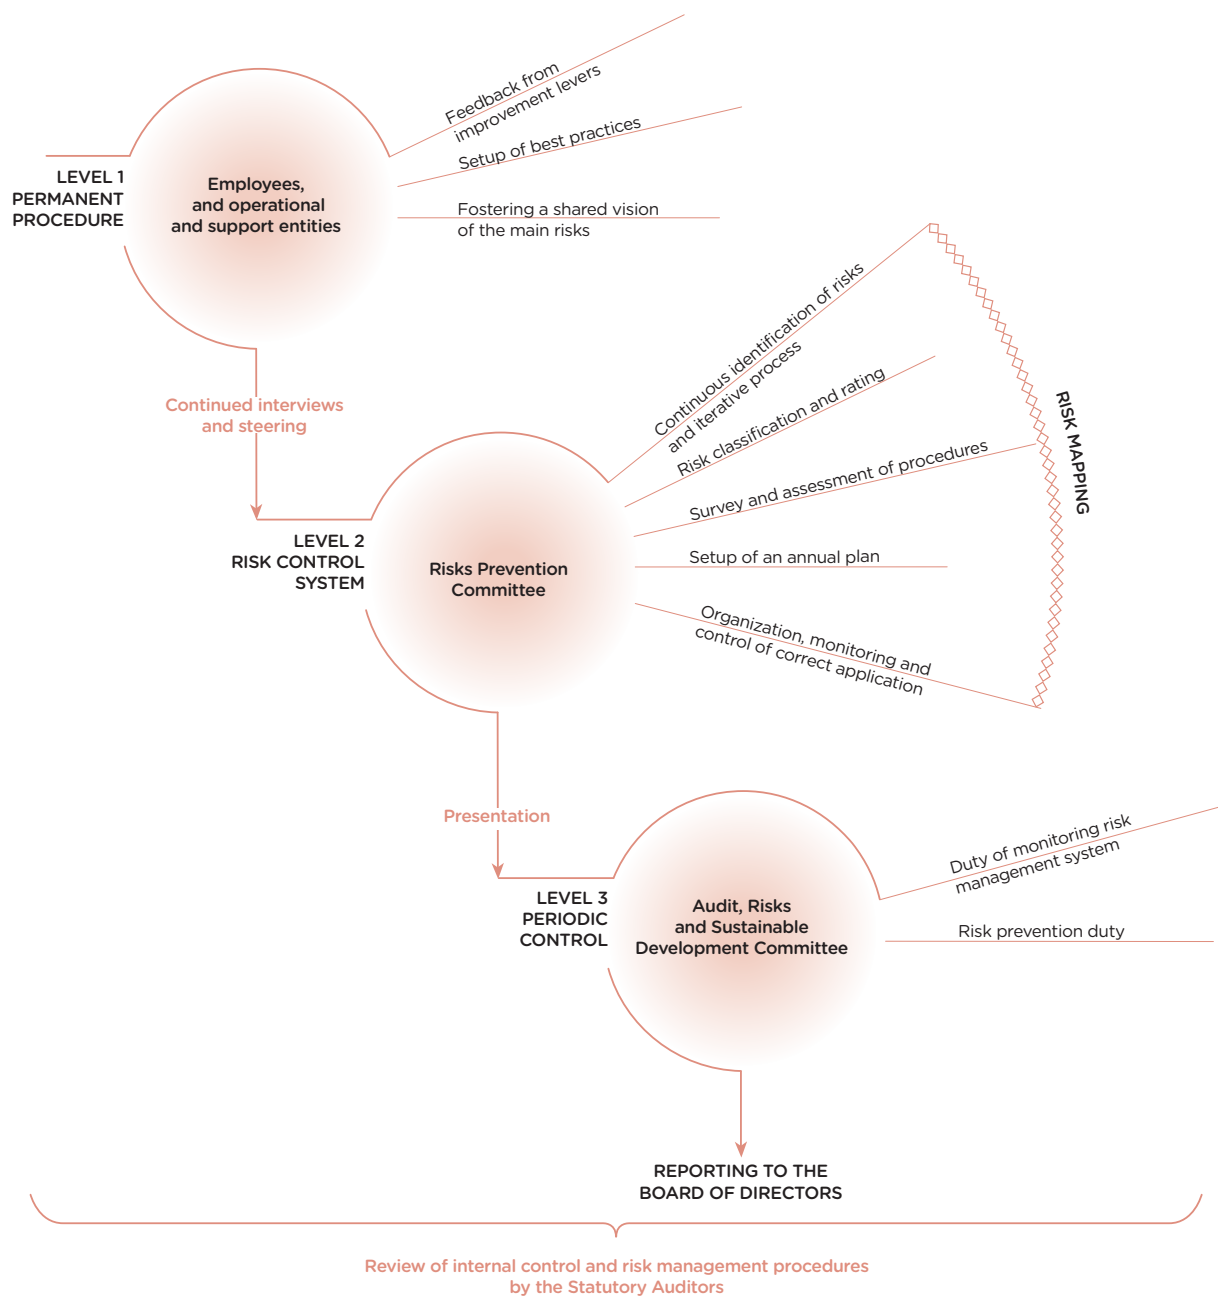 Feedback from
improvement levers
Setup of best practices
LEVEL 1
PERMANENT
PROCEDURE
Employees,
and operational
and support entities
Fostering a shared vision
of the main risks
Continued interviews
and steering
Continuous identification of risks
and iterative process
Risk classification and rating
Survey and assessment of procedures
RISK MAPPING
LEVEL 2
RISK CONTROL
SYSTEM
Risks Prevention
Committee
Setup of an annual plan
Organization, monitoring and
control of correct application
Presentation
LEVEL 3
PERIODIC
CONTROL
Audit, Risks
and Sustainable
Development Committee
Duty of monitoring risk
management system
Risk prevention duty
REPORTING TO THE
BOARD OF DIRECTORS
Review of internal control and risk management procedures
by the Statutory Auditors